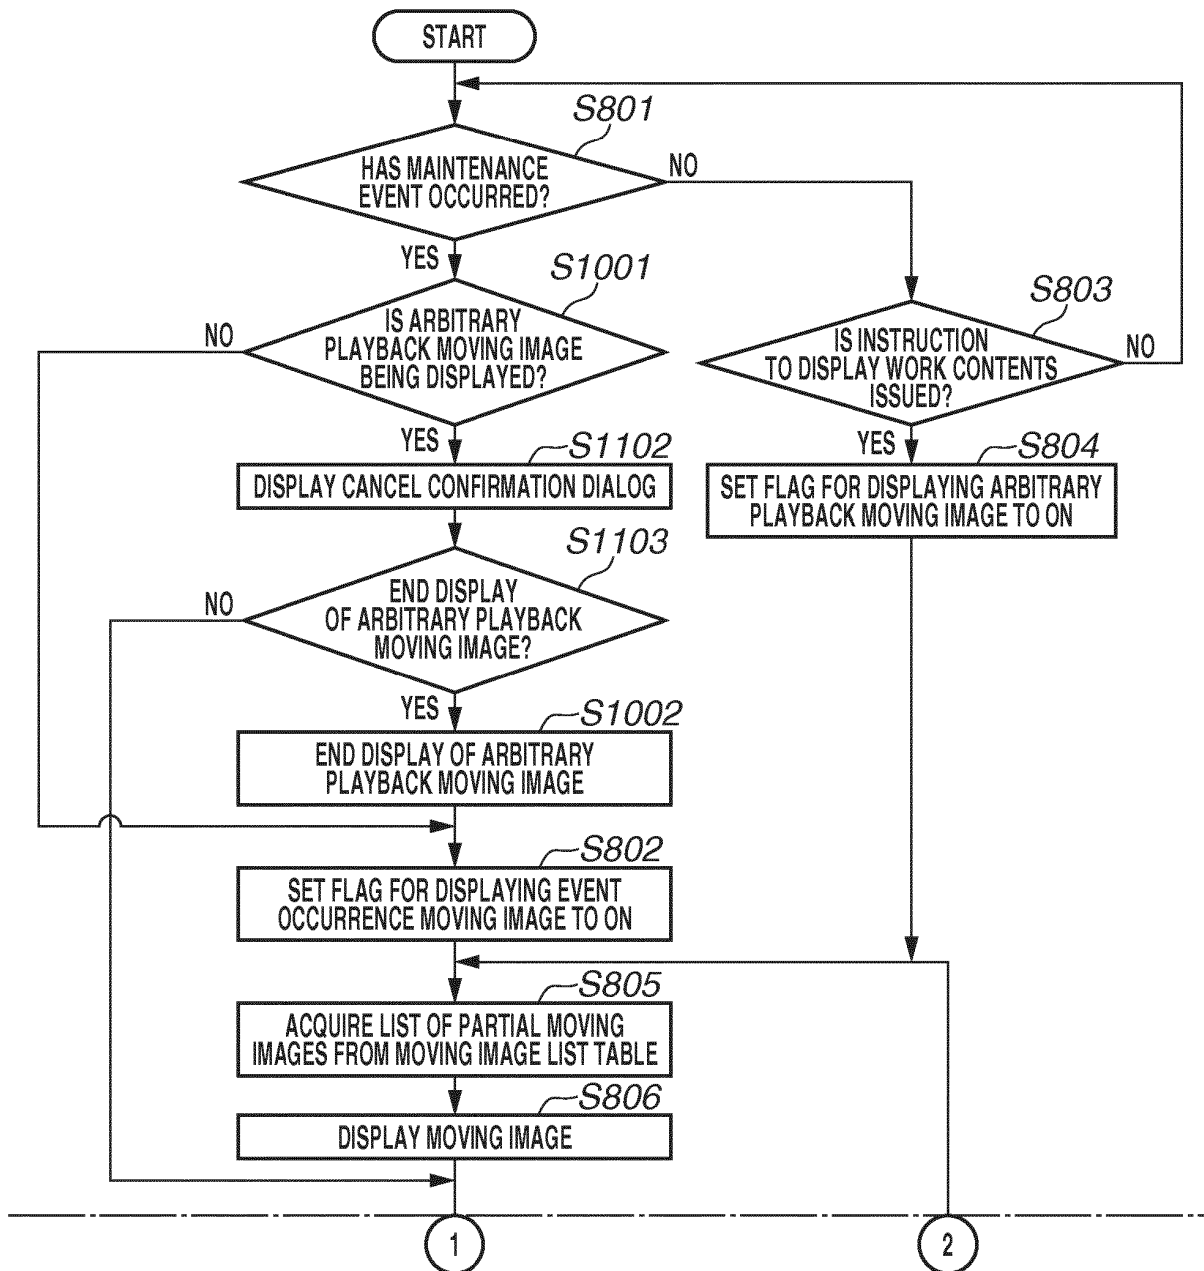 START
S801
HAS MAINTENANCE
EVENT OCCURRED?
NO
YES
S1001
IS ARBITRARY
PLAYBACK MOVING IMAGE
BEING DISPLAYED?
NO
YES
S803
IS INSTRUCTION
TO DISPLAY WORK CONTENTS
ISSUED?
NO
YES
S1102
DISPLAY CANCEL CONFIRMATION DIALOG
S804
SET FLAG FOR DISPLAYING ARBITRARY
PLAYBACK MOVING IMAGE TO ON
S1103
END DISPLAY
OF ARBITRARY PLAYBACK
MOVING IMAGE?
NO
YES
S1002
END DISPLAY OF ARBITRARY
PLAYBACK MOVING IMAGE
S802
SET FLAG FOR DISPLAYING EVENT
OCCURRENCE MOVING IMAGE TO ON
S805
ACQUIRE LIST OF PARTIAL MOVING
IMAGES FROM MOVING IMAGE LIST TABLE
S806
DISPLAY MOVING IMAGE
1
2